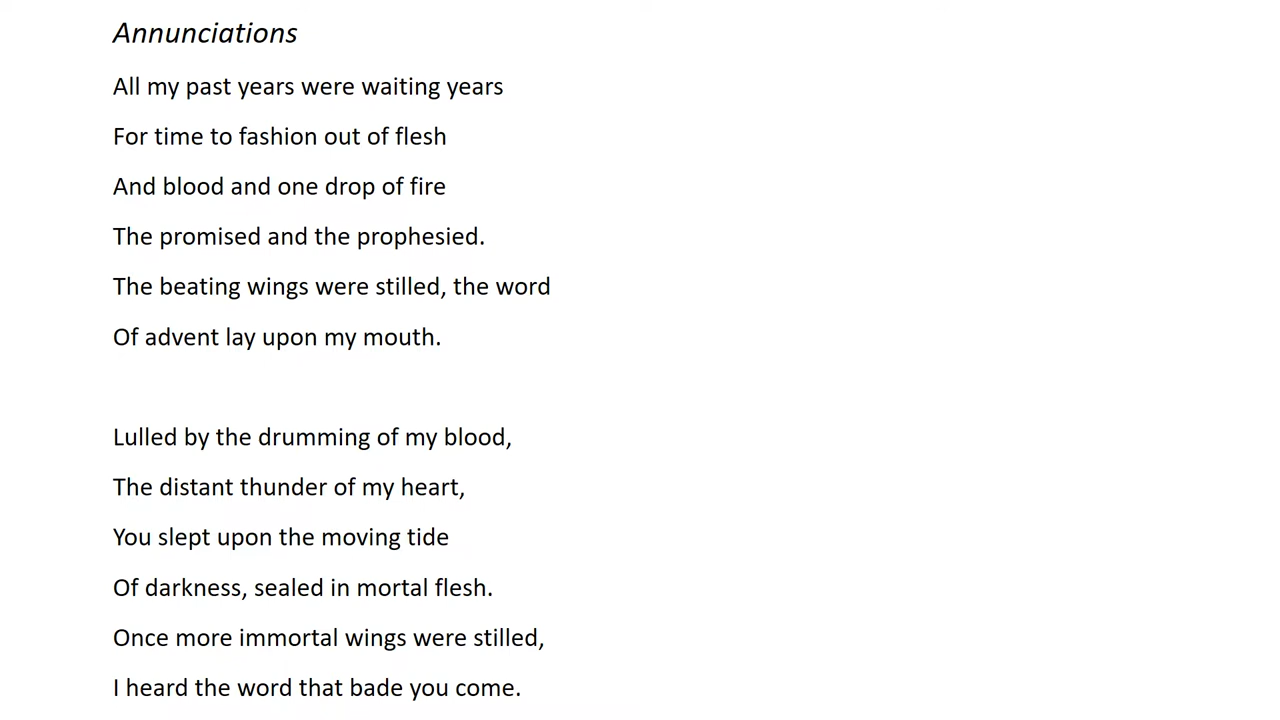 Annunciations
All my past years were waiting years
For time to fashion out of flesh
And blood and one drop of fire
The promised and the prophesied.
The beating wings were stilled, the word
Of advent lay upon my mouth.
Lulled by the drumming of my blood,
The distant thunder of my heart,
You slept upon the moving tide
Of darkness, sealed in mortal flesh.
Once more immortal wings were stilled,
I heard the word that bade you come.